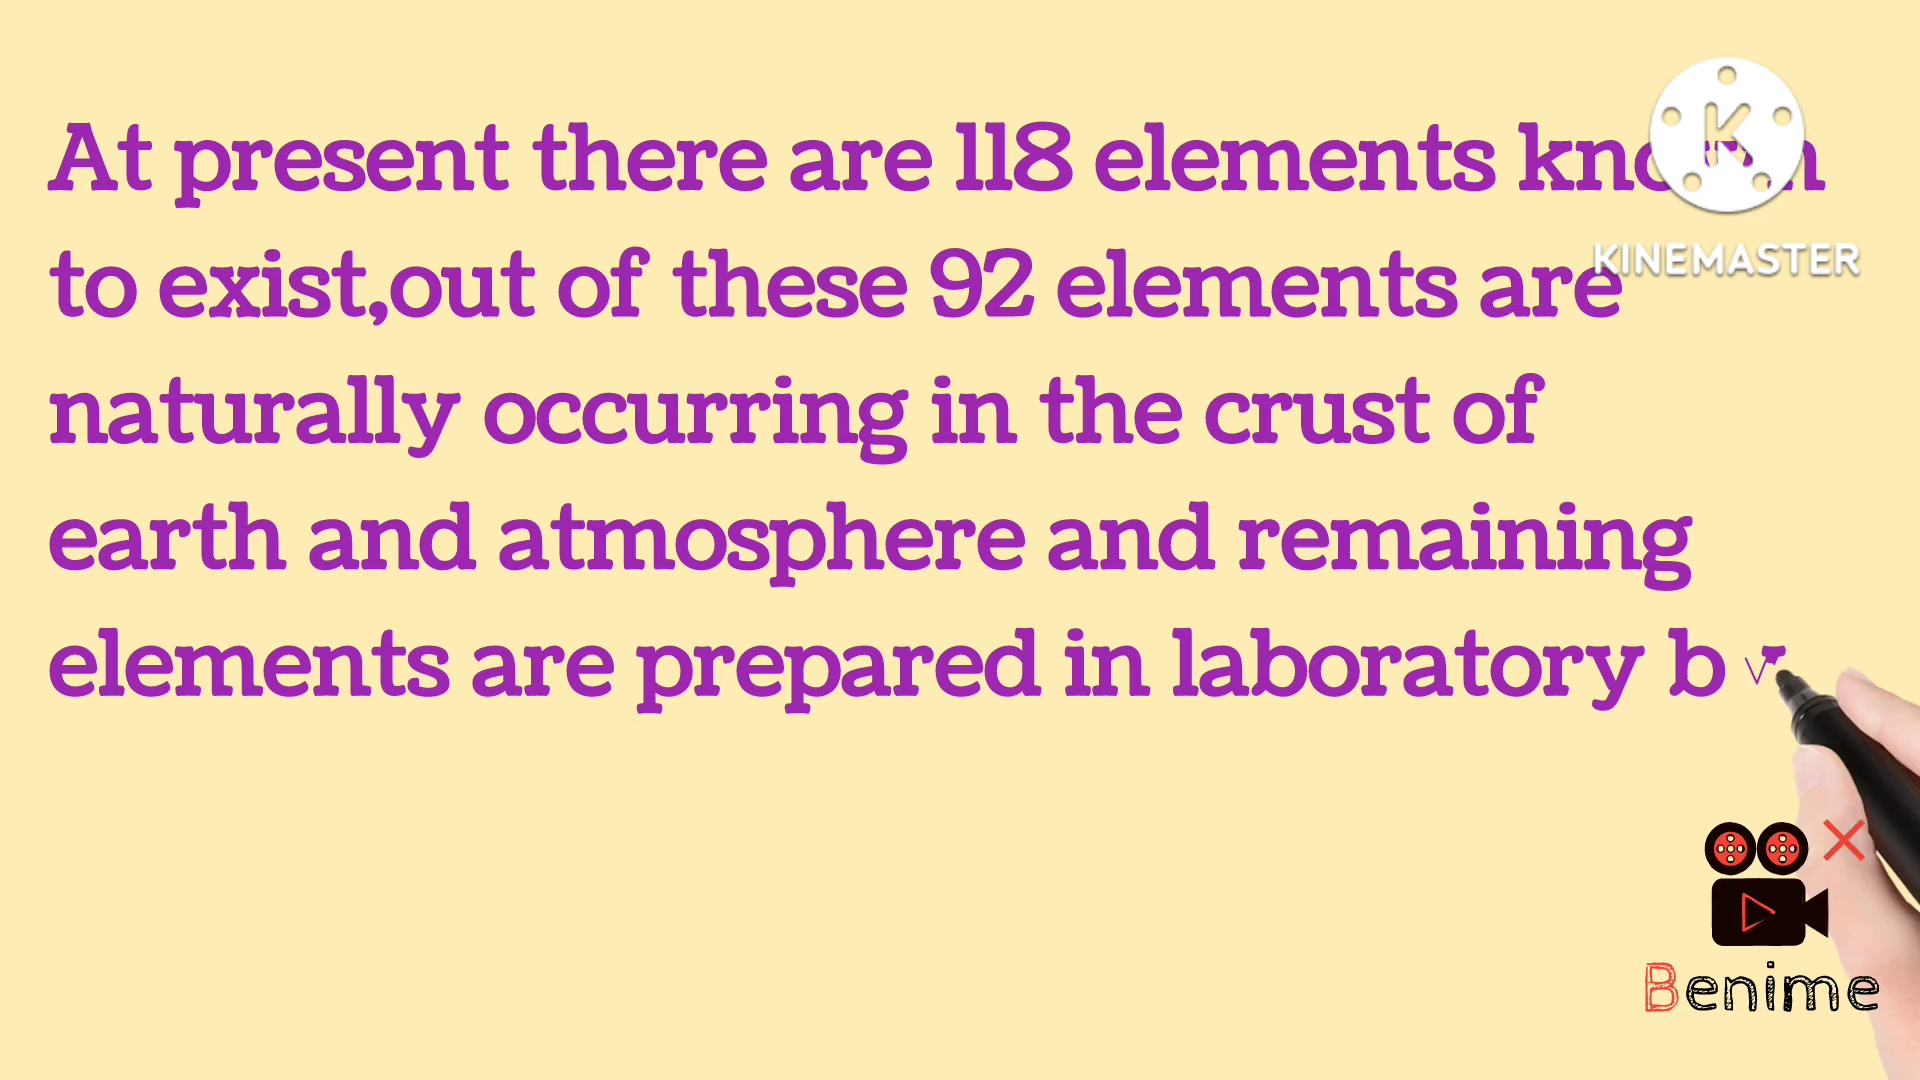 At present there are 118 elements known
to exist,out of these 92 elements are
naturally occurring in the crust of
earth and atmosphere and remaining
elements are prepared in laboratory b
KINEMASTER
Benime